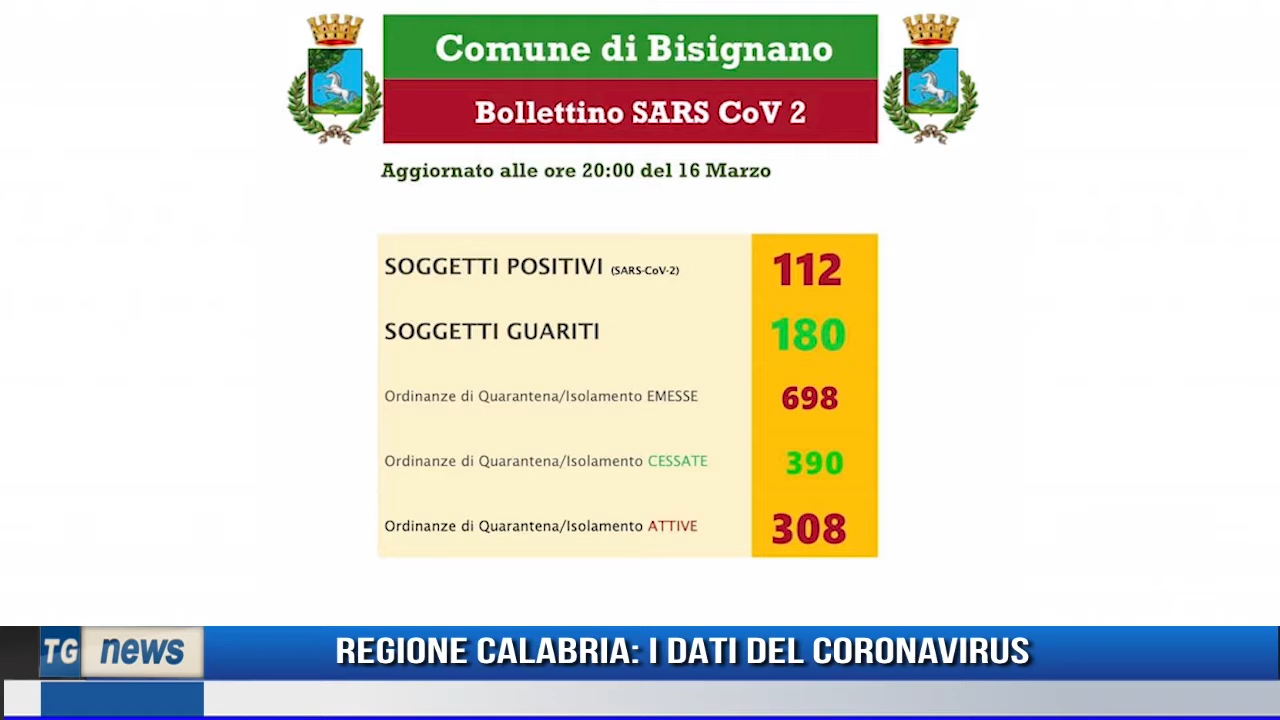 Comune di Bisignano
Bollettino SARS CoV 2
Aggiornato alle ore 20:00 del 16 Marzo
SOGGETTI POSITIVI (SARS-CoV-2) 112
SOGGETTI GUARITI 180
Ordinanze di Quarantena/Isolamento EMESSE 698
Ordinanze di Quarantena/Isolamento CESSATE 390
Ordinanze di Quarantena/Isolamento ATTIVE 308
TG news REGIONE CALABRIA: I DATI DEL CORONAVIRUS